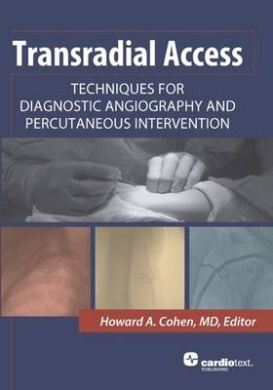 Transradial Access
TECHNIQUES FOR
DIAGNOSTIC ANGIOGRAPHY AND
PERCUTANEOUS INTERVENTION
Howard A. Cohen, MD, Editor
cardiotext.
PUBLISHING